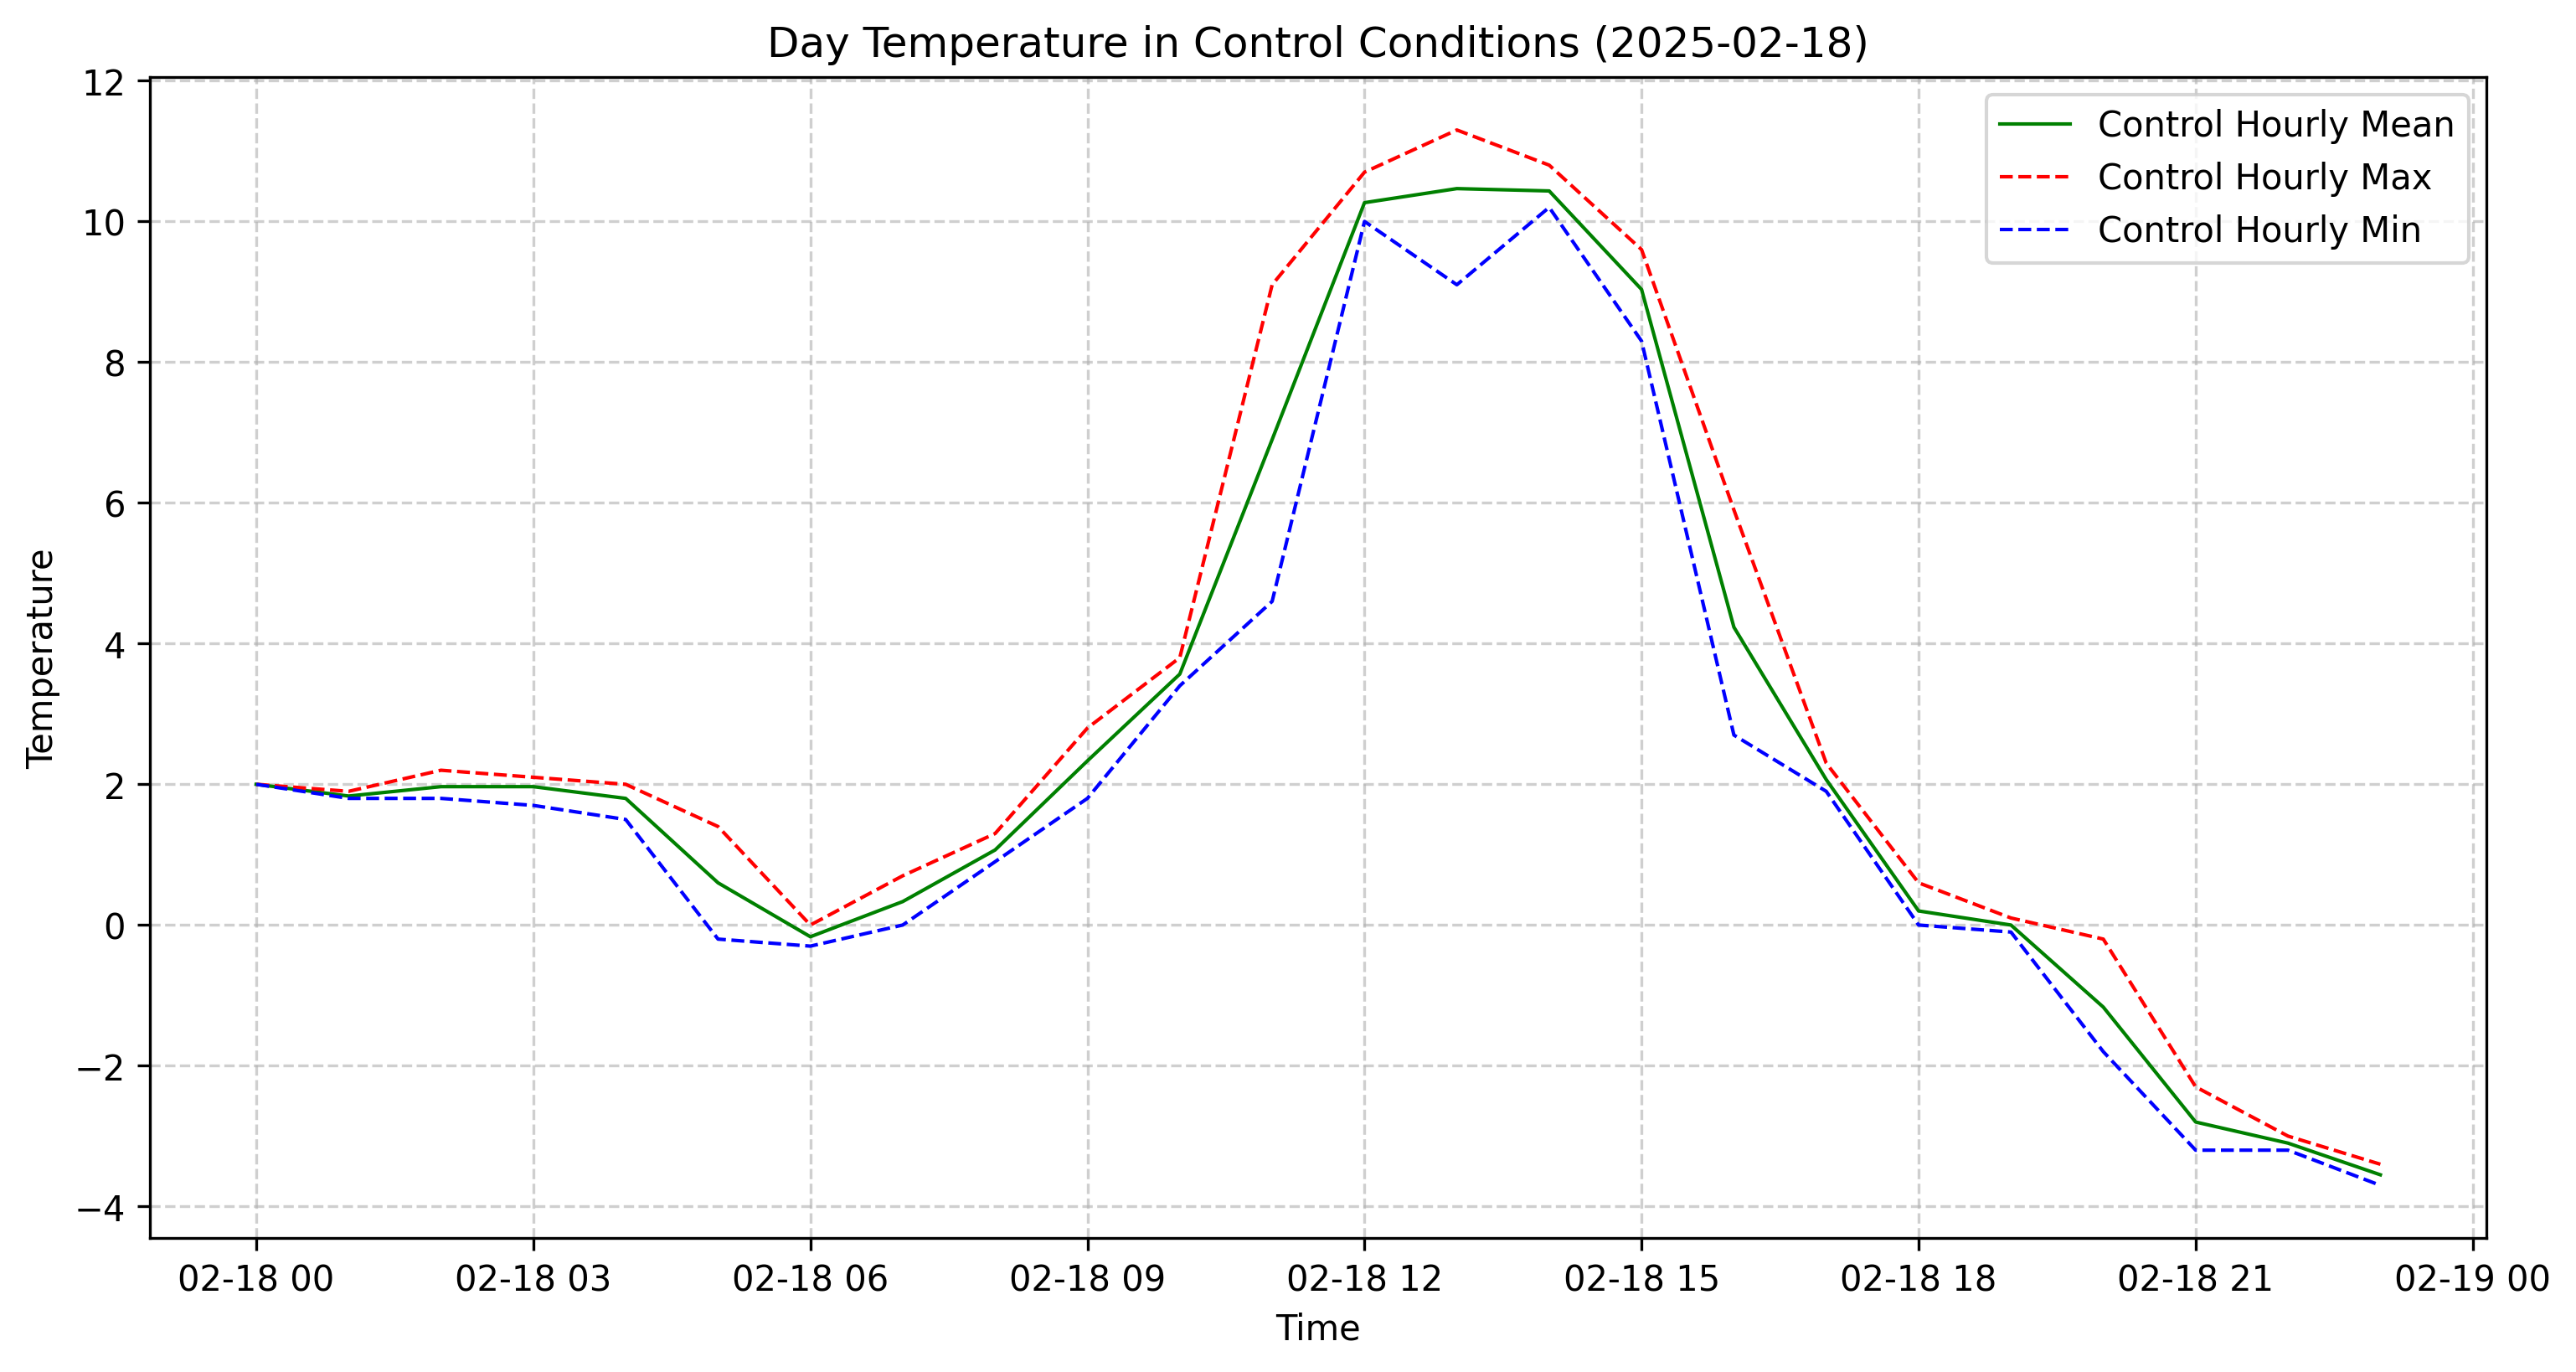 Day Temperature in Control Conditions (2025-02-18)
Control Hourly Mean
Control Hourly Max
Control Hourly Min
Temperature
12
10
8
6
4
2
0
−2
−4
02-18 00 02-18 03 02-18 06 02-18 09 02-18 12 02-18 15 02-18 18 02-18 21 02-19 00
Time